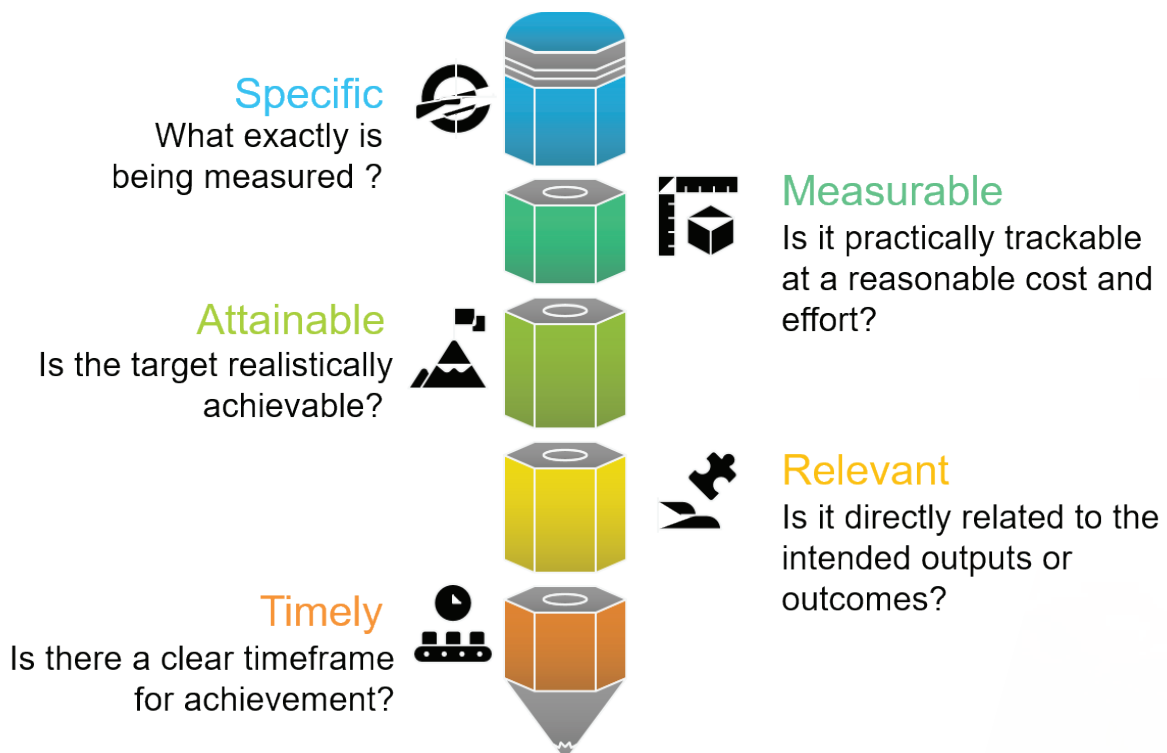 Specific
What exactly is
being measured ?
Measurable
Is it practically trackable
at a reasonable cost and
effort?
Attainable
Is the target realistically
achievable?
Relevant
Is it directly related to the
intended outputs or
outcomes?
Timely
Is there a clear timeframe
for achievement?